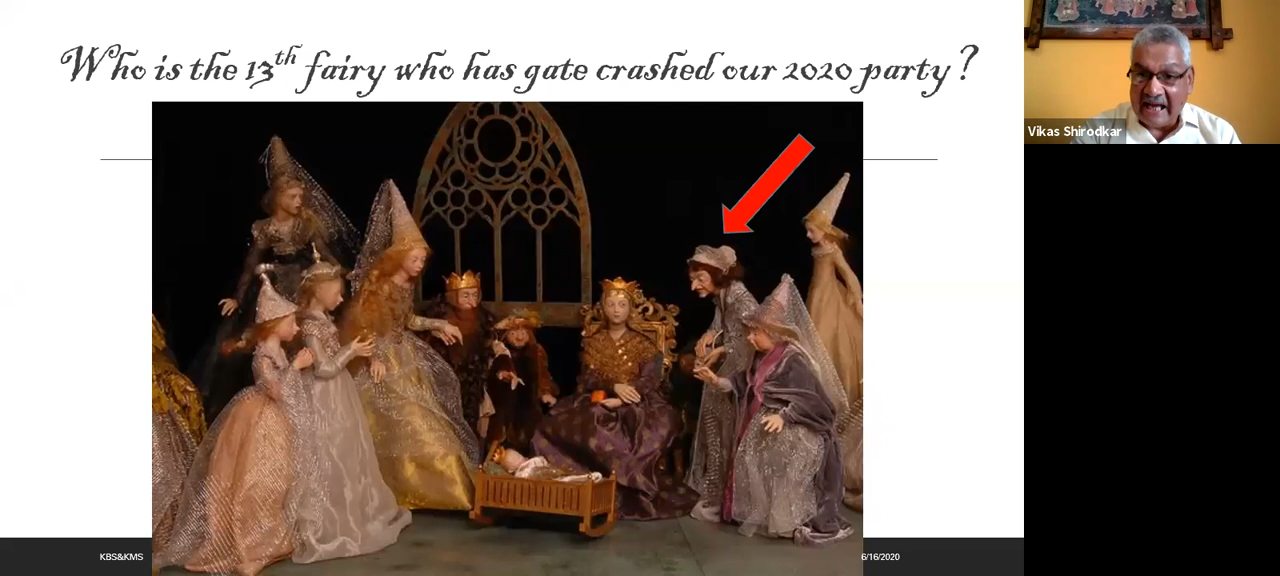 Who is the 13th fairy who has gate crashed our 2020 party?
Vikas Shirodkar
KBS&KMS
6/16/2020